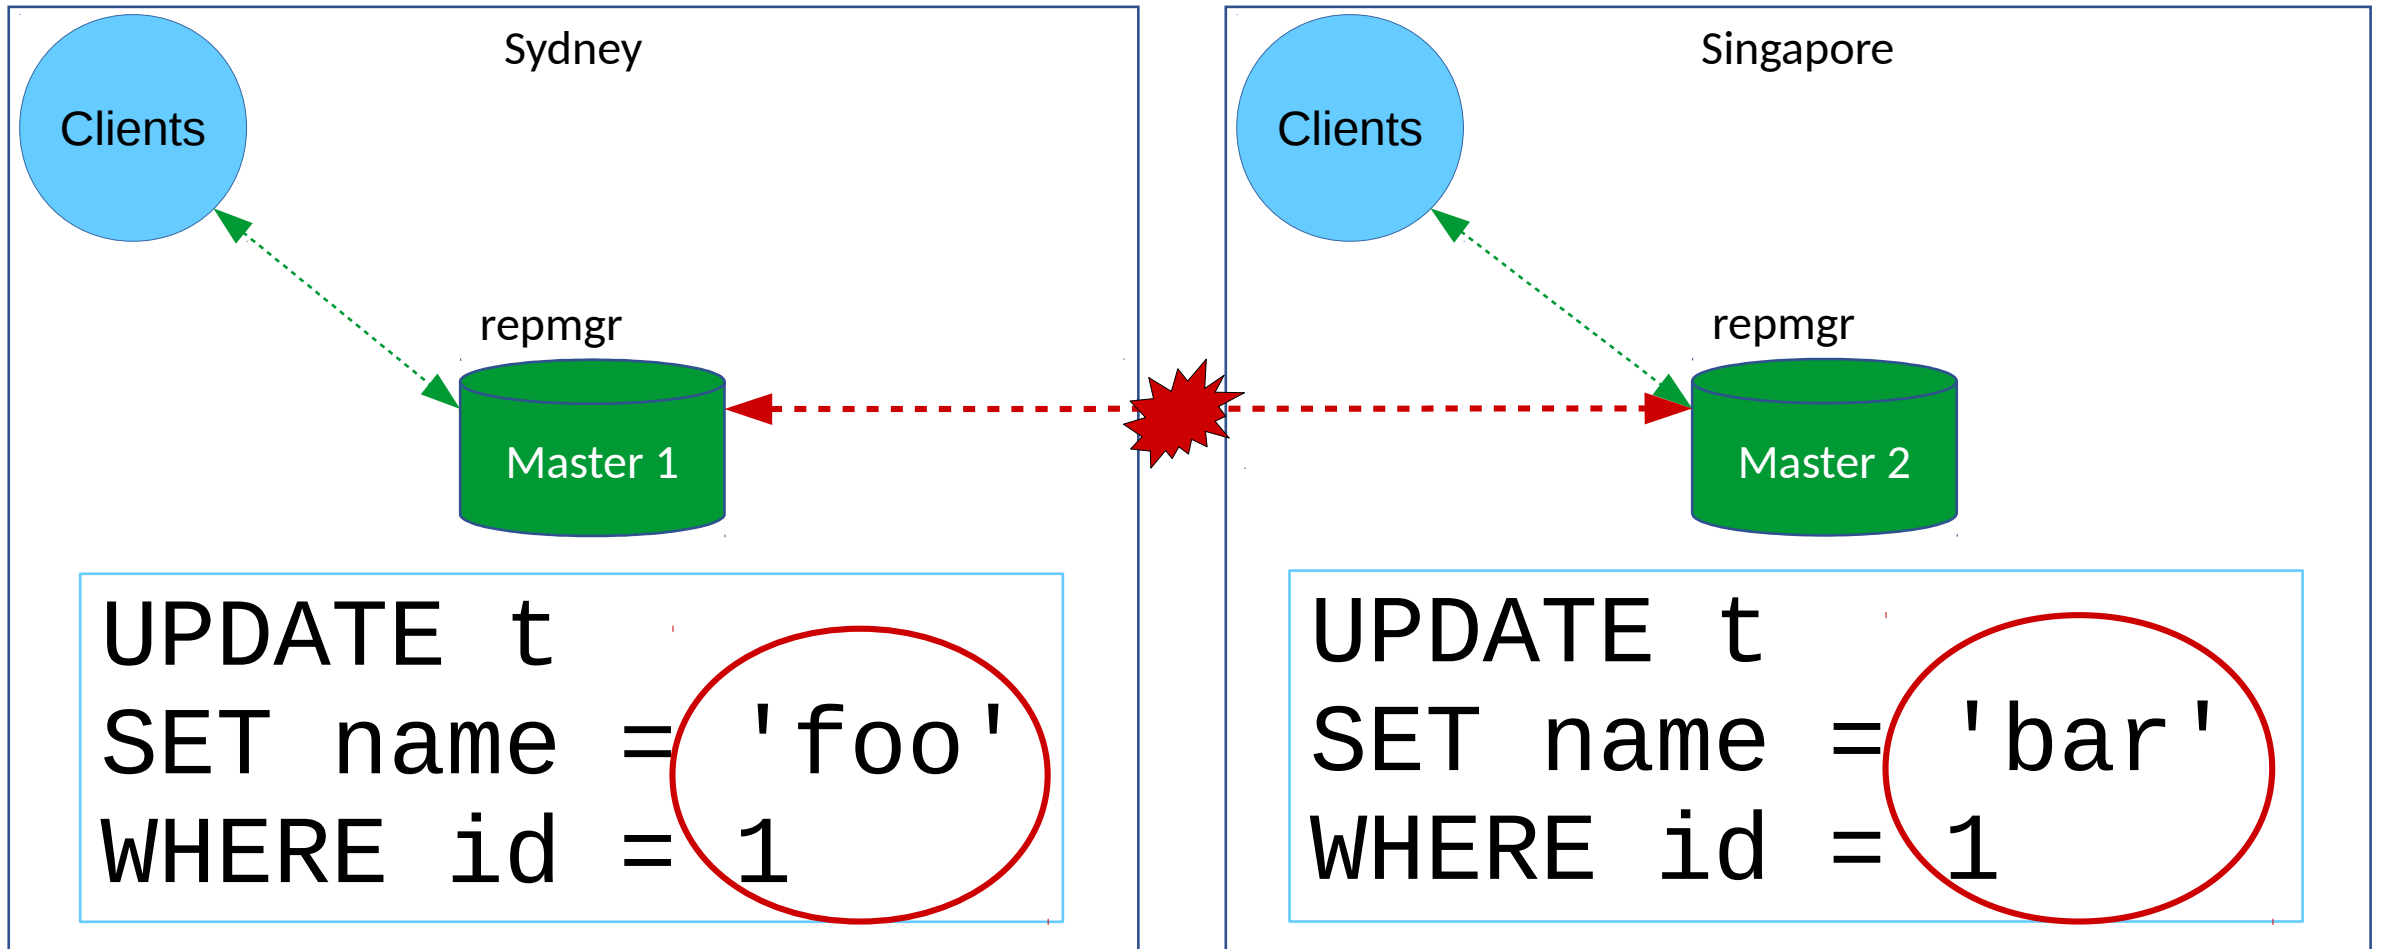 Sydney
Clients
repmgr
Master 1
UPDATE t
SET name = 'foo'
WHERE id = 1
Singapore
Clients
repmgr
Master 2
UPDATE t
SET name = 'bar'
WHERE id = 1